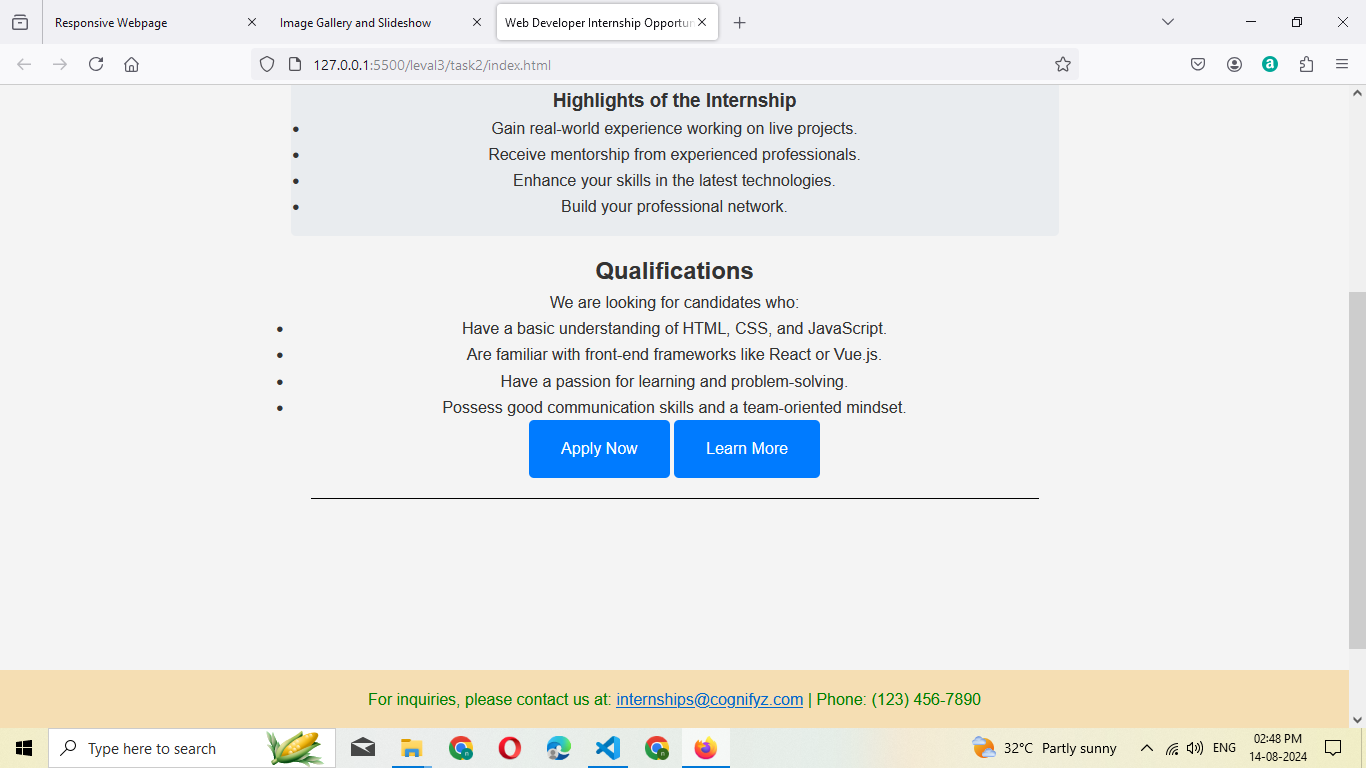 Responsive Webpage
Image Gallery and Slideshow
Web Developer Internship Opportun
127.0.0.1:5500/leval3/task2/index.html
Highlights of the Internship
Gain real-world experience working on live projects.
Receive mentorship from experienced professionals.
Enhance your skills in the latest technologies.
Build your professional network.
Qualifications
We are looking for candidates who:
Have a basic understanding of HTML, CSS, and JavaScript.
Are familiar with front-end frameworks like React or Vue.js.
Have a passion for learning and problem-solving.
Possess good communication skills and a team-oriented mindset.
Apply Now
Learn More
For inquiries, please contact us at: internships@cognifyz.com | Phone: (123) 456-7890
Type here to search
32°C Partly sunny
ENG
02:48 PM
14-08-2024